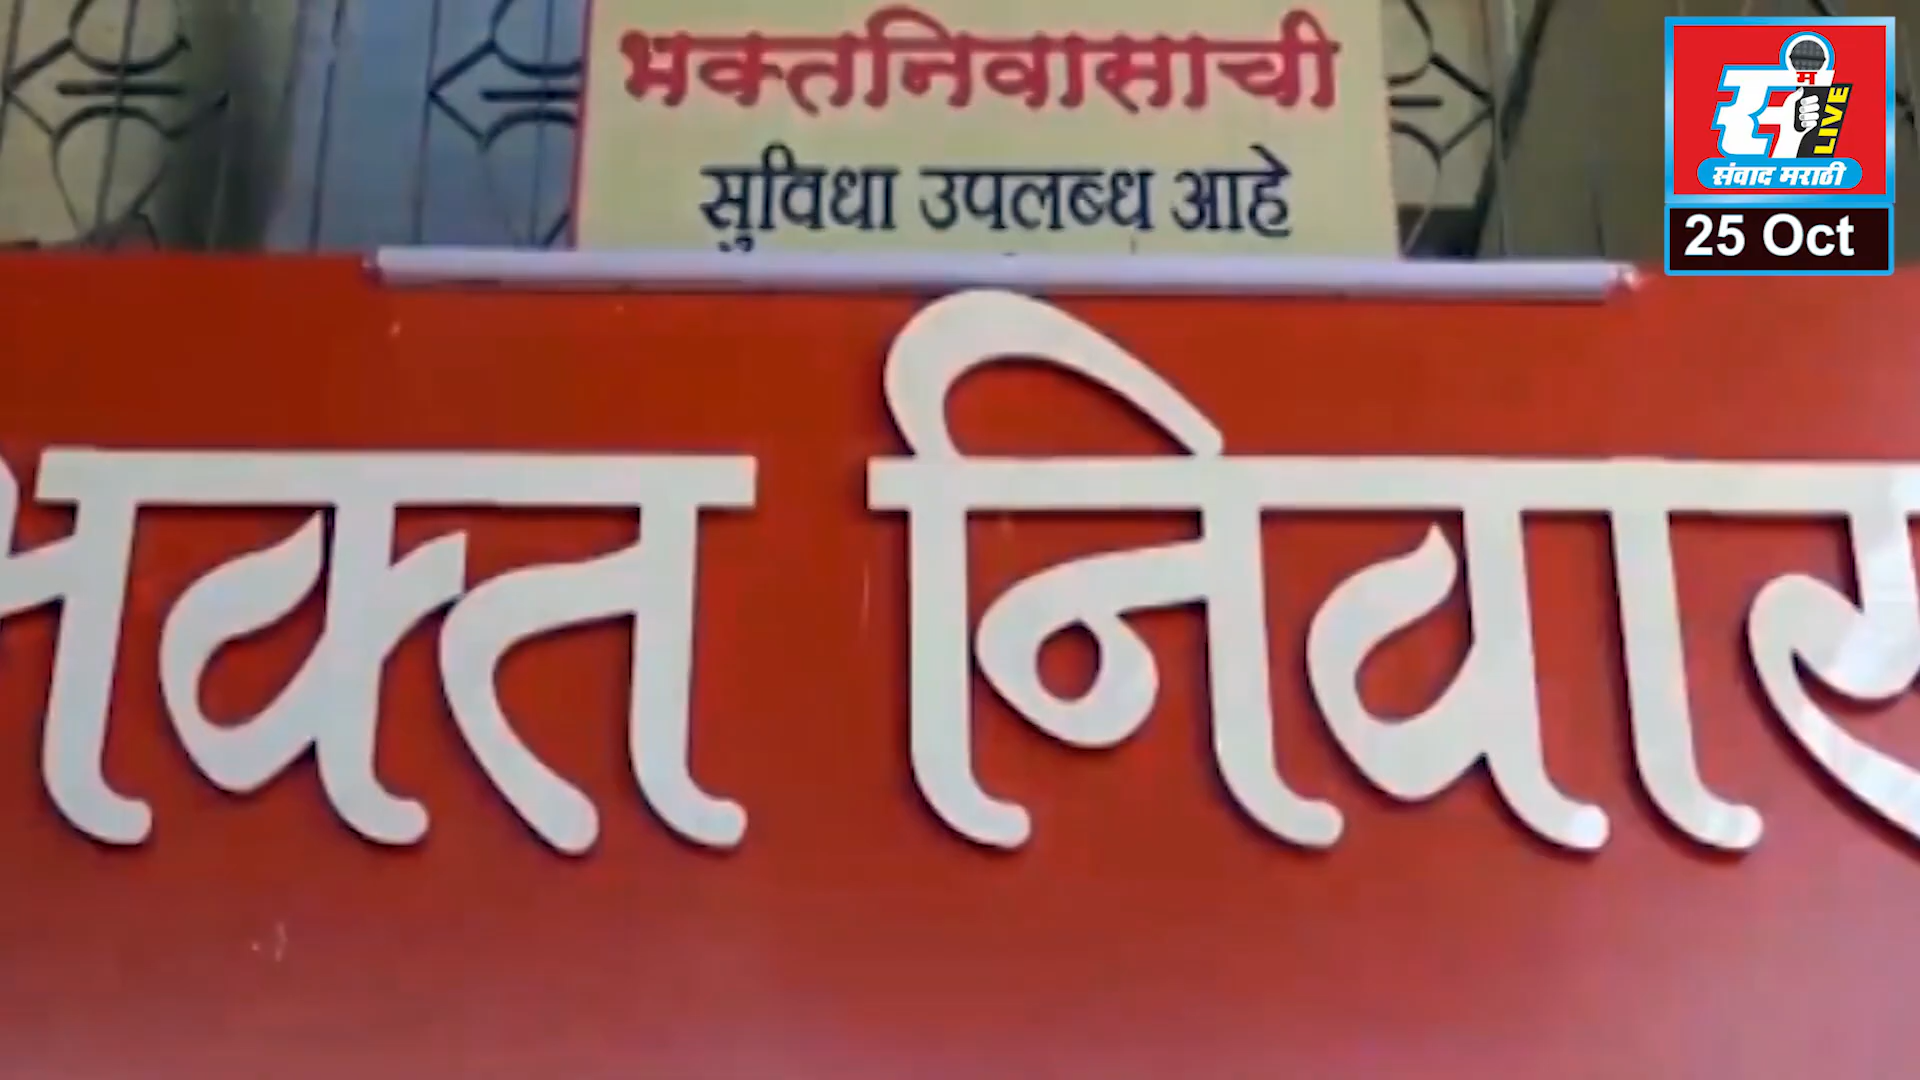 भक्तनिवासाची
सुविधा उपलब्ध आहे
भक्त निवास
स म
LIVE
संवाद मराठी
25 Oct